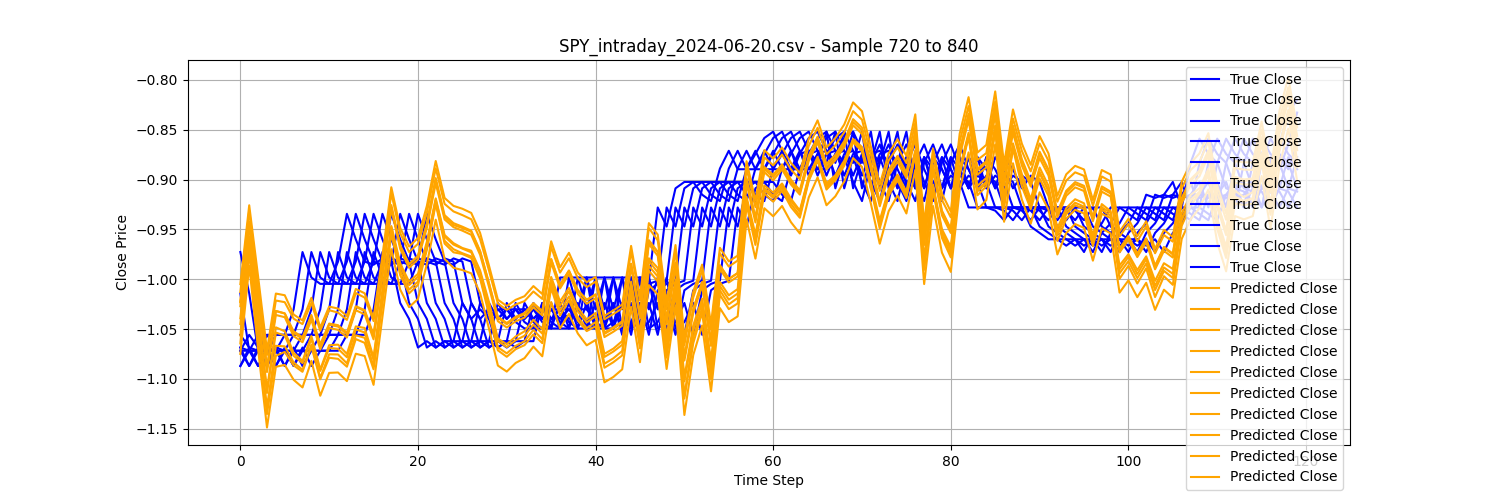 SPY_intraday_2024-06-20.csv - Sample 720 to 840
Close Price
−0.80
−0.85
−0.90
−0.95
−1.00
−1.05
−1.10
−1.15
0
20
40
60
80
100
120
Time Step
True Close
True Close
True Close
True Close
True Close
True Close
True Close
True Close
True Close
True Close
Predicted Close
Predicted Close
Predicted Close
Predicted Close
Predicted Close
Predicted Close
Predicted Close
Predicted Close
Predicted Close
Predicted Close